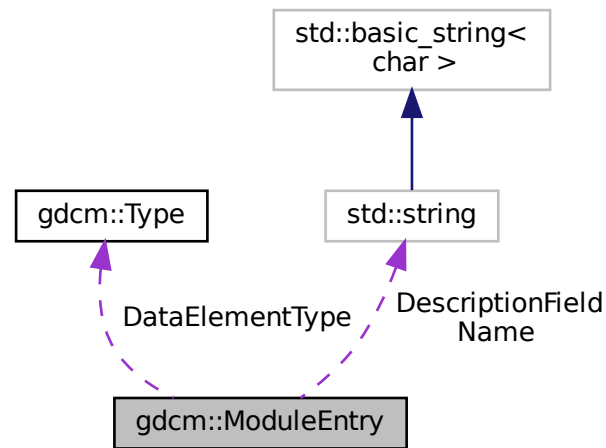 std::basic_string<
char >
gdcm::Type
std::string
DataElementType
DescriptionField
Name
gdcm::ModuleEntry